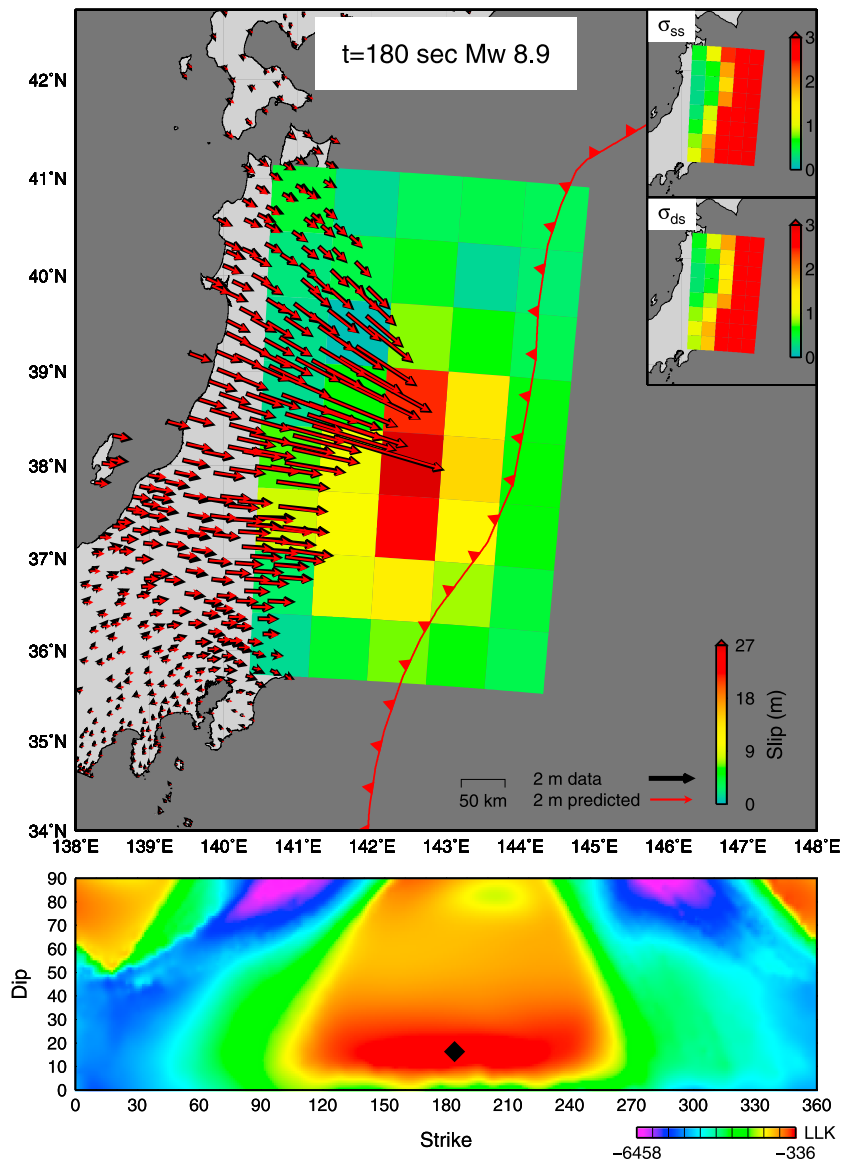 t=180 sec Mw 8.9
σss
3
2
1
0
σds
3
2
1
0
42°N
41°N
40°N
39°N
38°N
37°N
36°N
35°N
34°N
27
18
9
0
Slip (m)
50 km
2 m data
2 m predicted
138°E 139°E 140°E 141°E 142°E 143°E 144°E 145°E 146°E 147°E 148°E
90
80
70
60
50
40
30
20
10
0
Dip
0 30 60 90 120 150 180 210 240 270 300 330 360
Strike
LLK
−6458 −336